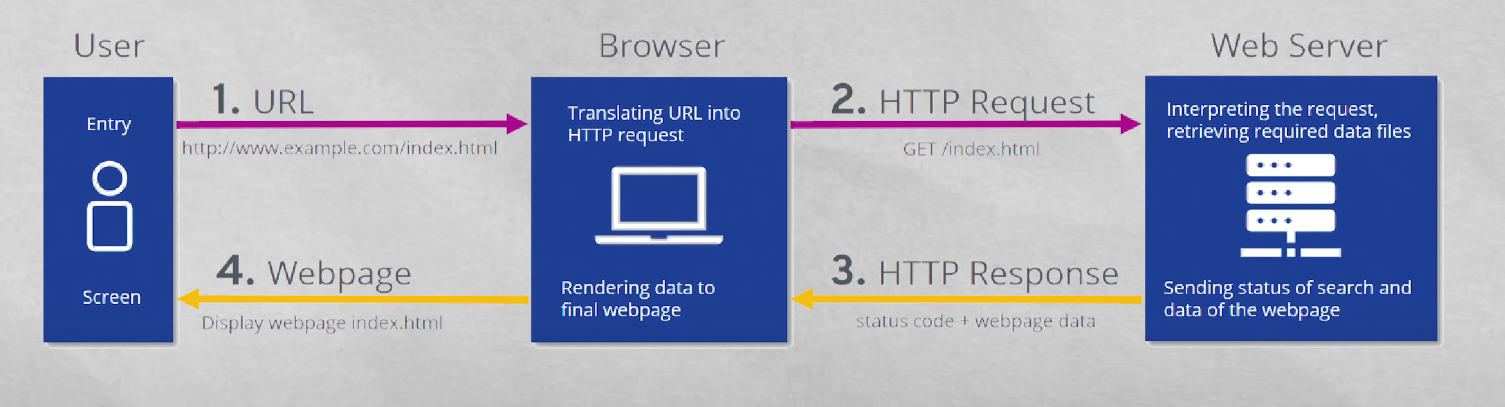 User
Browser
Web Server
Entry
Screen
1. URL
http://www.example.com/index.html
Translating URL into
HTTP request
2. HTTP Request
GET /index.html
Interpreting the request,
retrieving required data files
Sending status of search and
data of the webpage
3. HTTP Response
status code + webpage data
Rendering data to
final webpage
4. Webpage
Display webpage index.html